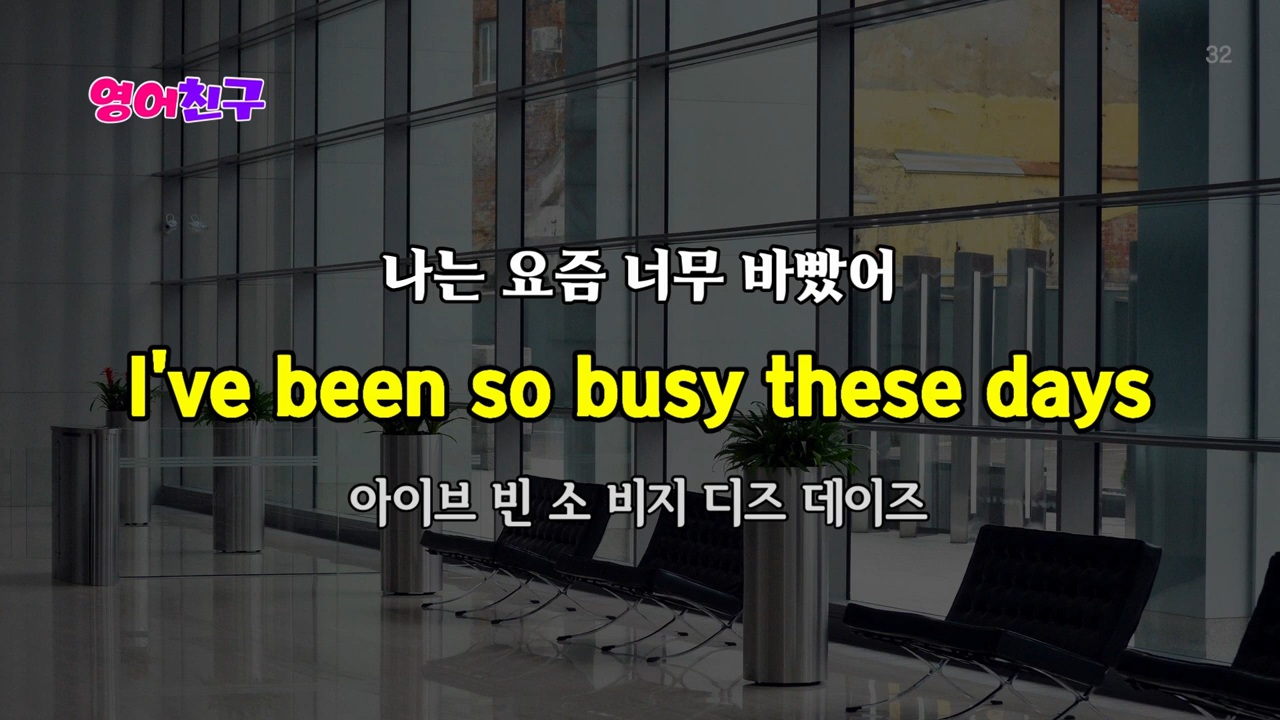 영어친구
32
나는 요즘 너무 바빴어
I've been so busy these days
아이브 빈 소 비지 디즈 데이즈